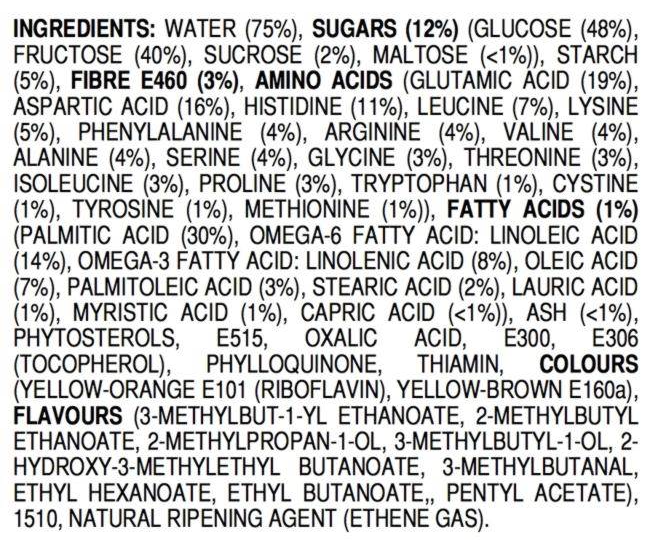 INGREDIENTS: WATER (75%), SUGARS (12%) (GLUCOSE (48%),
FRUCTOSE (40%), SUCROSE (2%), MALTOSE (<1%)), STARCH
(5%), FIBRE E460 (3%), AMINO ACIDS (GLUTAMIC ACID (19%),
ASPARTIC ACID (16%), HISTIDINE (11%), LEUCINE (7%), LYSINE
(5%), PHENYLALANINE (4%), ARGININE (4%), VALINE (4%),
ALANINE (4%), SERINE (4%), GLYCINE (3%), THREONINE (3%),
ISOLEUCINE (3%), PROLINE (3%), TRYPTOPHAN (1%), CYSTINE
(1%), TYROSINE (1%), METHIONINE (1%)), FATTY ACIDS (1%)
(PALMITIC ACID (30%), OMEGA-6 FATTY ACID: LINOLEIC ACID
(14%), OMEGA-3 FATTY ACID: LINOLENIC ACID (8%), OLEIC ACID
(7%), PALMITOLEIC ACID (3%), STEARIC ACID (2%), LAURIC ACID
(1%), MYRISTIC ACID (1%), CAPRIC ACID (<1%)), ASH (<1%),
PHYTOSTEROLS, E515, OXALIC ACID, E300, E306
(TOCOPHEROL), PHYLLOQUINONE, THIAMIN, COLOURS
(YELLOW-ORANGE E101 (RIBOFLAVIN), YELLOW-BROWN E160a),
FLAVOURS (3-METHYLBUT-1-YL ETHANOATE, 2-METHYLBUTYL
ETHANOATE, 2-METHYLPROPAN-1-OL, 3-METHYLBUTYL-1-OL, 2-
HYDROXY-3-METHYLETHYL BUTANOATE, 3-METHYLBUTANAL,
ETHYL HEXANOATE, ETHYL BUTANOATE,, PENTYL ACETATE),
1510, NATURAL RIPENING AGENT (ETHENE GAS).